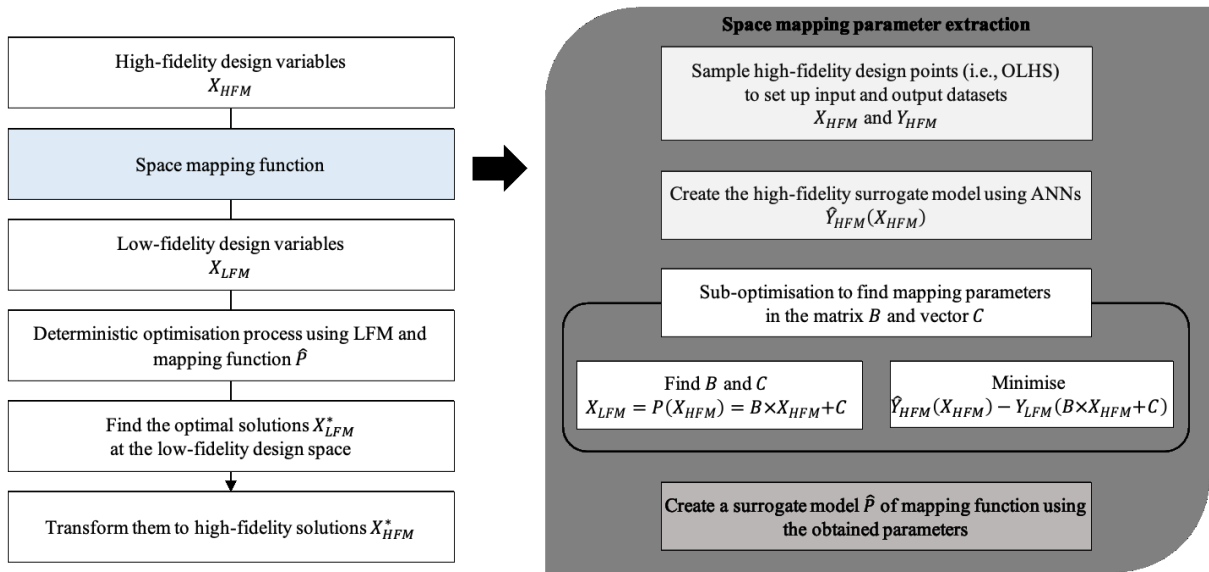 High-fidelity design variables
X_HFM
Space mapping function
Low-fidelity design variables
X_LFM
Deterministic optimisation process using LFM and
mapping function P̂
Find the optimal solutions X*_LFM
at the low-fidelity design space
Transform them to high-fidelity solutions X*_HFM
Space mapping parameter extraction
Sample high-fidelity design points (i.e., OLHS)
to set up input and output datasets
X_HFM and Y_HFM
Create the high-fidelity surrogate model using ANNs
Ŷ_HFM(X_HFM)
Sub-optimisation to find mapping parameters
in the matrix B and vector C
Find B and C
X_LFM = P(X_HFM) = B×X_HFM+C
Minimise
Ŷ_HFM(X_HFM) − Y_LFM(B×X_HFM+C)
Create a surrogate model P̂ of mapping function using
the obtained parameters